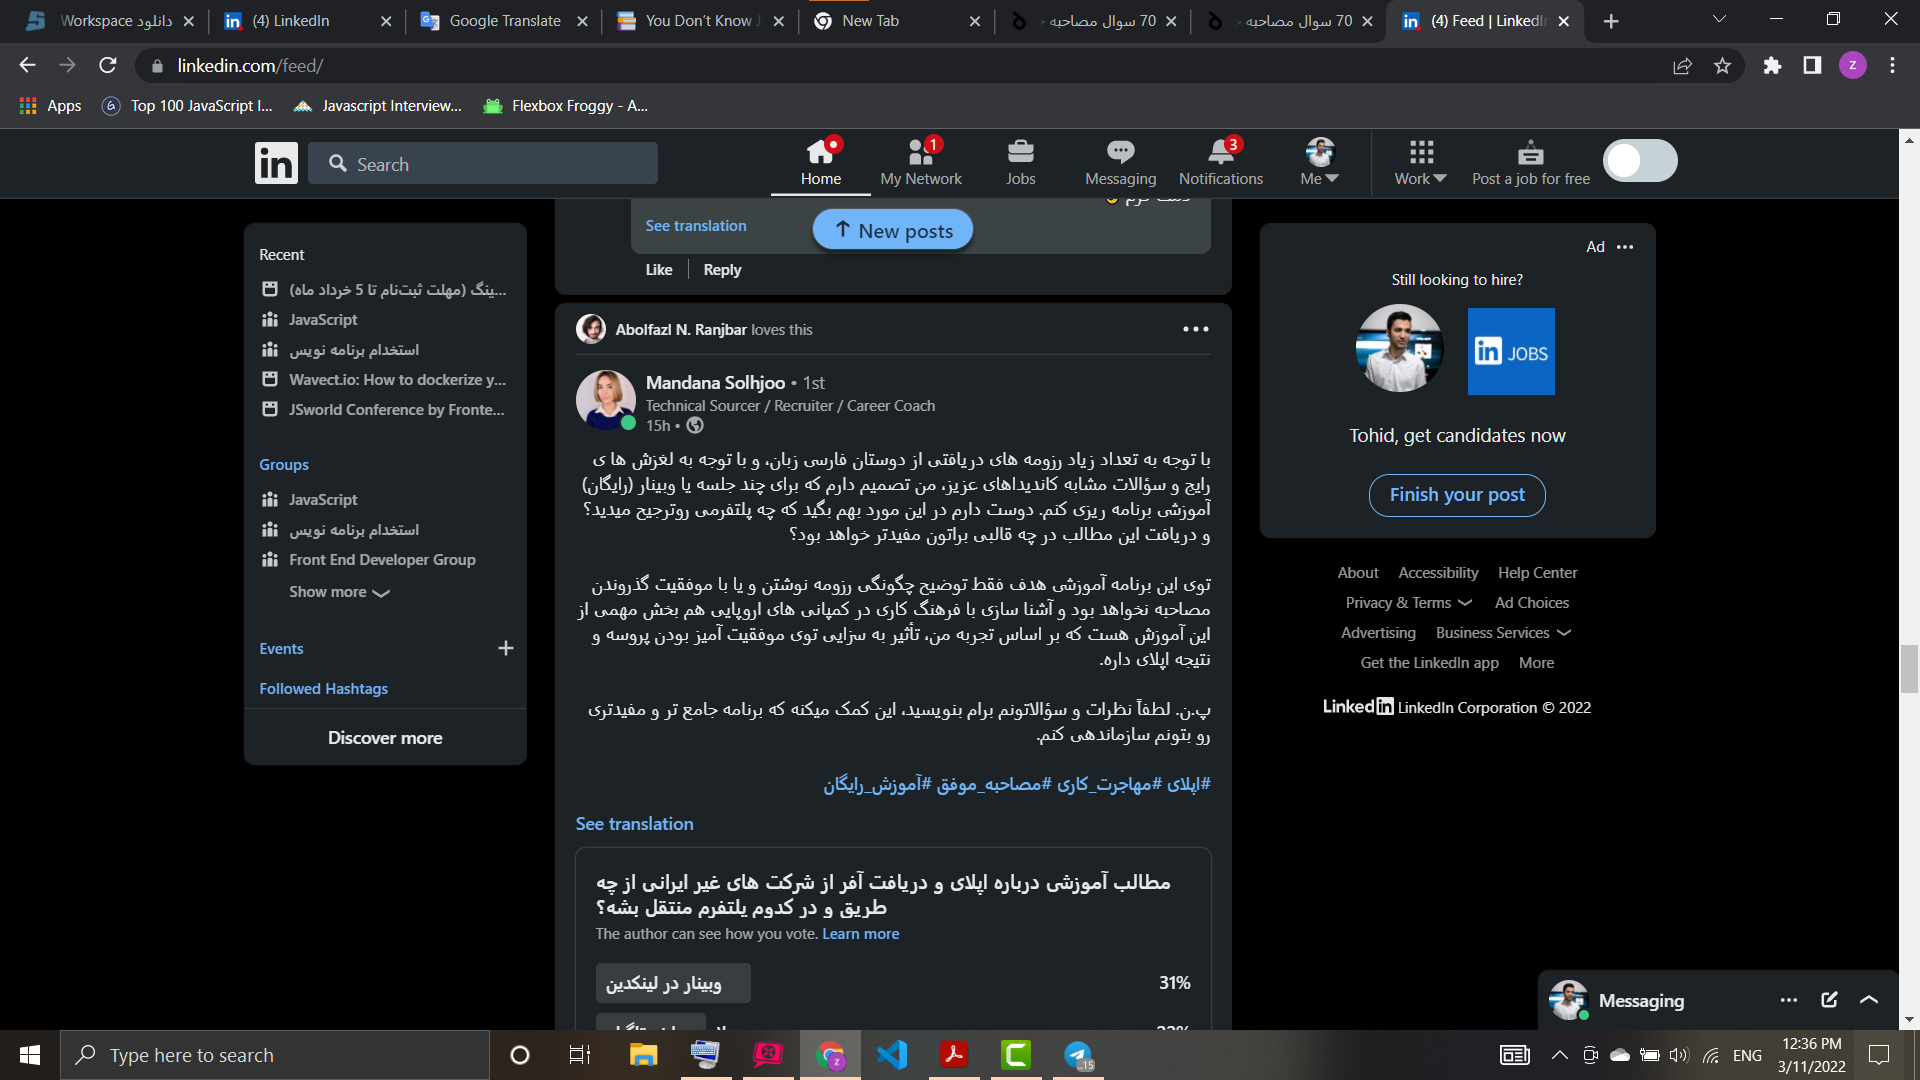 Workspace دانلود
(4) LinkedIn
Google Translate
You Don't Know
New Tab
70 سوال مصاحبه
70 سوال مصاحبه
(4) Feed | LinkedIn
linkedin.com/feed/
Z
Apps
Top 100 JavaScript I...
Javascript Interview...
Flexbox Froggy - A...
in
Search
Home
1
My Network
Jobs
Messaging
3
Notifications
Me
Work
Post a job for free
Recent
...ینگ (مهلت ثبت‌نام تا 5 خرداد ماه)
JavaScript
استخدام برنامه نویس
Wavect.io: How to dockerize y...
JSworld Conference by Fronte...
Groups
JavaScript
استخدام برنامه نویس
Front End Developer Group
Show more
Events
Followed Hashtags
Discover more
See translation
New posts
Like
Reply
Abolfazl N. Ranjbar loves this
Mandana Solhjoo • 1st
Technical Sourcer / Recruiter / Career Coach
15h •
با توجه به تعداد زیاد رزومه های دریافتی از دوستان فارسی زبان، و با توجه به لغزش ها ی
رایج و سؤالات مشابه کاندیداهای عزیز، من تصمیم دارم که برای چند جلسه یا وبینار (رایگان)
آموزشی برنامه ریزی کنم. دوست دارم در این مورد بهم بگید که چه پلتفرمی روترجیح میدید؟
و دریافت این مطالب در چه قالبی براتون مفیدتر خواهد بود؟
توی این برنامه آموزشی هدف فقط توضیح چگونگی رزومه نوشتن و یا با موفقیت گذروندن
مصاحبه نخواهد بود و آشنا سازی با فرهنگ کاری در کمپانی های اروپایی هم بخش مهمی از
این آموزش هست که بر اساس تجربه من، تأثیر به سزایی توی موفقیت آمیز بودن پروسه و
نتیجه اپلای داره.
پ.ن. لطفاً نظرات و سؤالاتونم برام بنویسید، این کمک میکنه که برنامه جامع تر و مفیدتری
رو بتونم سازماندهی کنم.
#اپلای #مهاجرت_کاری #مصاحبه_موفق #آموزش_رایگان
See translation
مطالب آموزشی درباره اپلای و دریافت آفر از شرکت های غیر ایرانی از چه
طریق و در کدوم پلتفرم منتقل بشه؟
The author can see how you vote. Learn more
وبینار در لینکدین
31%
Ad
Still looking to hire?
in JOBS
Tohid, get candidates now
Finish your post
About Accessibility Help Center
Privacy & Terms Ad Choices
Advertising Business Services
Get the LinkedIn app More
LinkedIn LinkedIn Corporation © 2022
Messaging
Type here to search
Z
..15
ENG
12:36 PM
3/11/2022